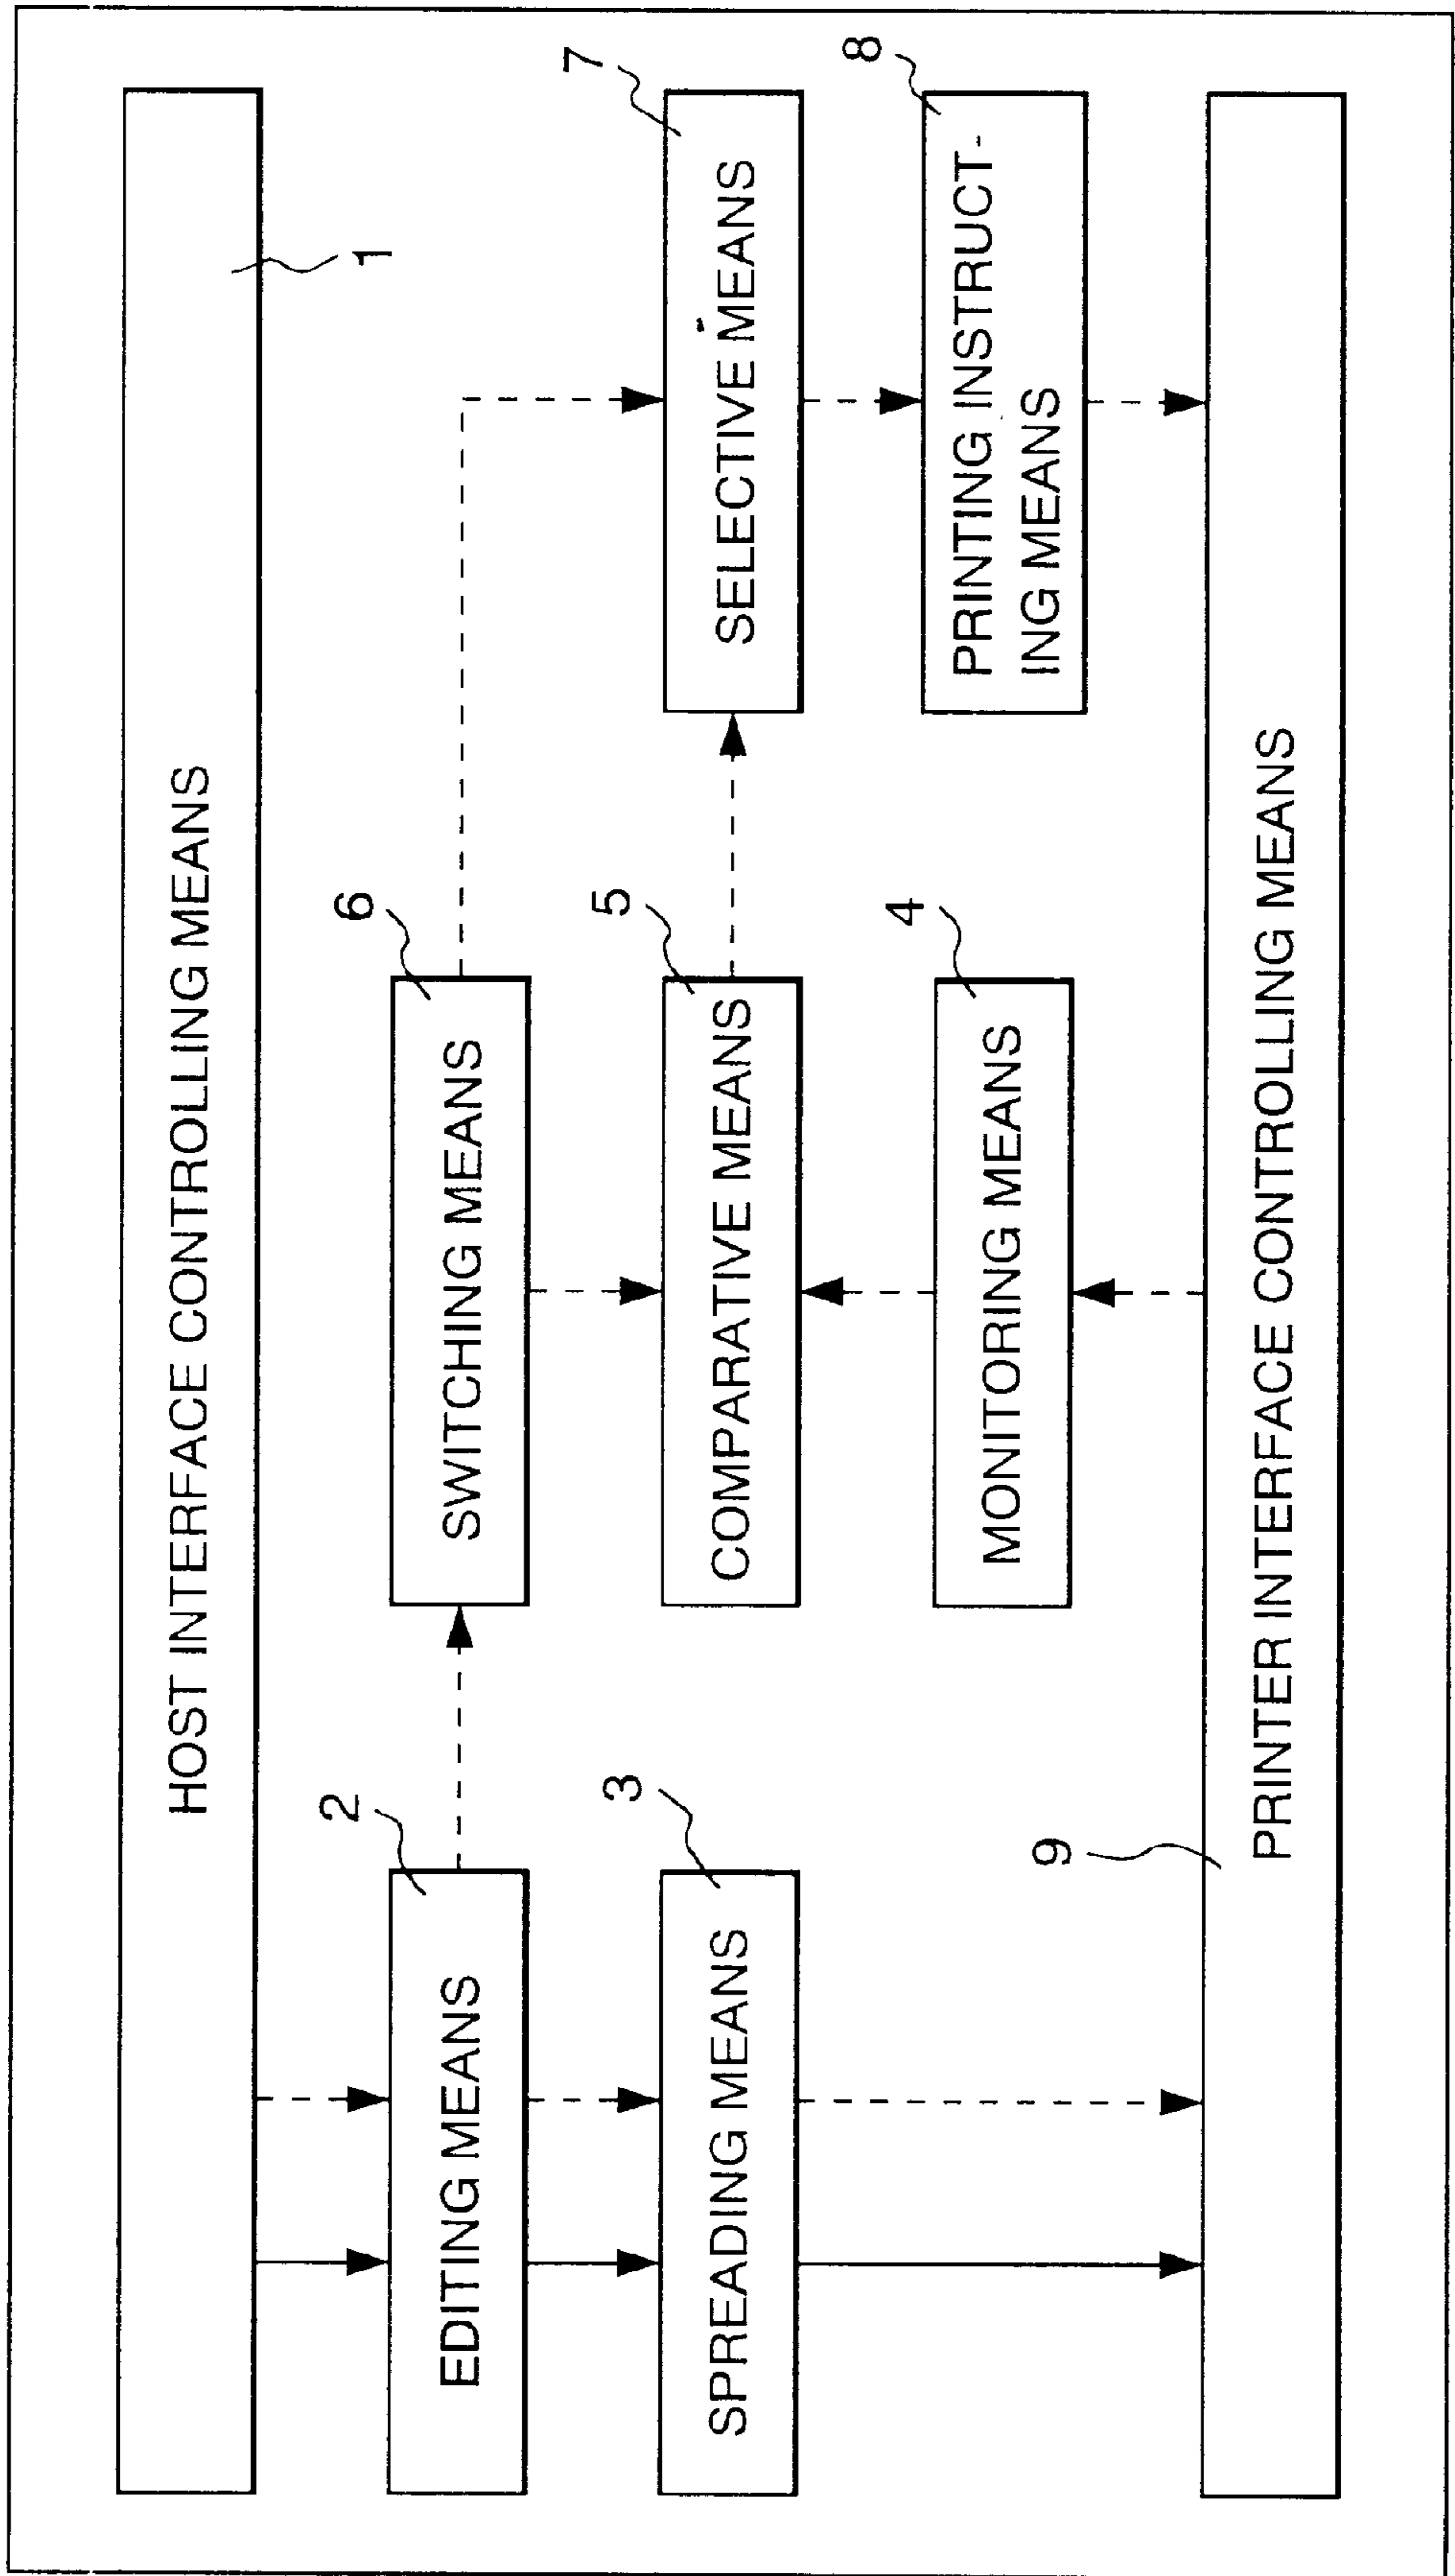 1
HOST INTERFACE CONTROLLING MEANS
2
EDITING MEANS
6
SWITCHING MEANS
3
SPREADING MEANS
5
COMPARATIVE MEANS
7
SELECTIVE MEANS
4
MONITORING MEANS
8
PRINTING INSTRUCT-
ING MEANS
9
PRINTER INTERFACE CONTROLLING MEANS